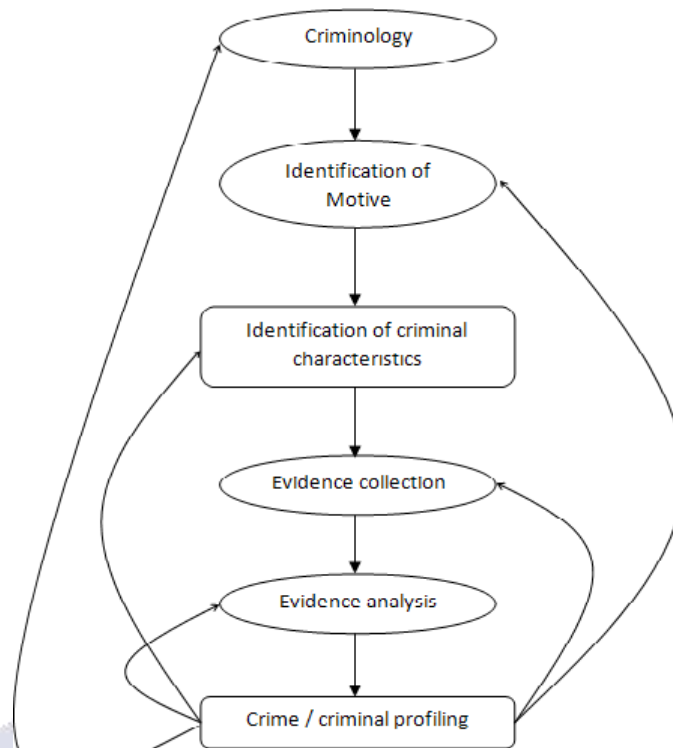 Criminology
Identification of
Motive
Identification of criminal
characteristics
Evidence collection
Evidence analysis
Crime / criminal profiling